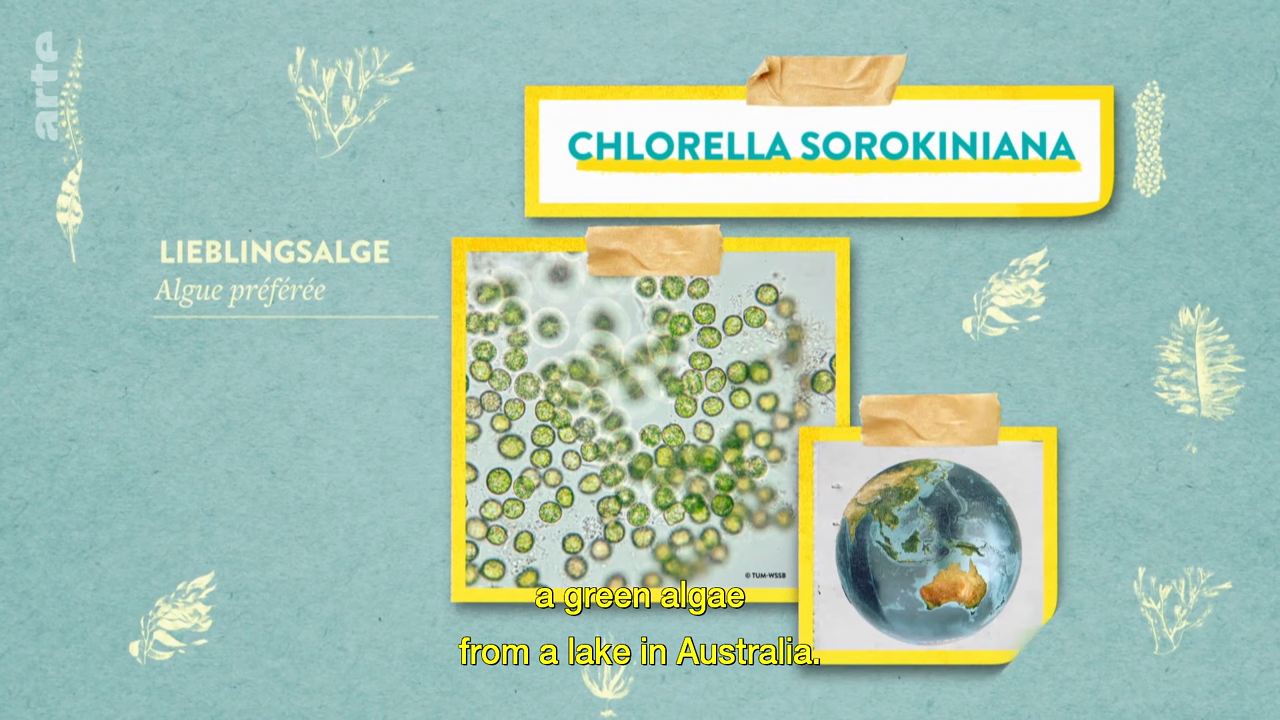 arte
CHLORELLA SOROKINIANA
LIEBLINGSALGE
Algue préférée
© TUM-WSSB
a green algae
from a lake in Australia.